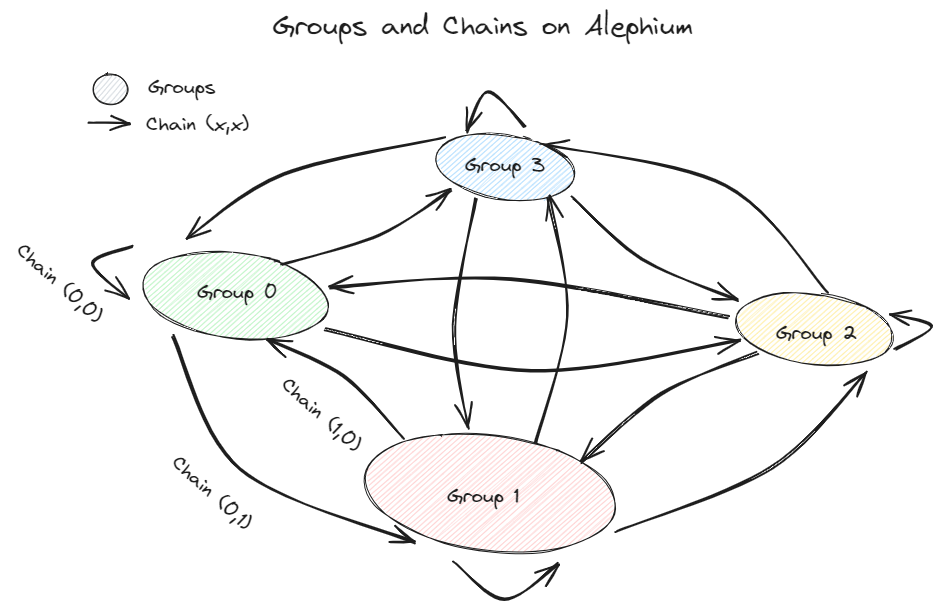 Groups and Chains on Alephium
Groups
Chain (x,x)
Group 3
Chain (0,0)
Group 0
Group 2
Chain (1,0)
Chain (0,1)
Group 1